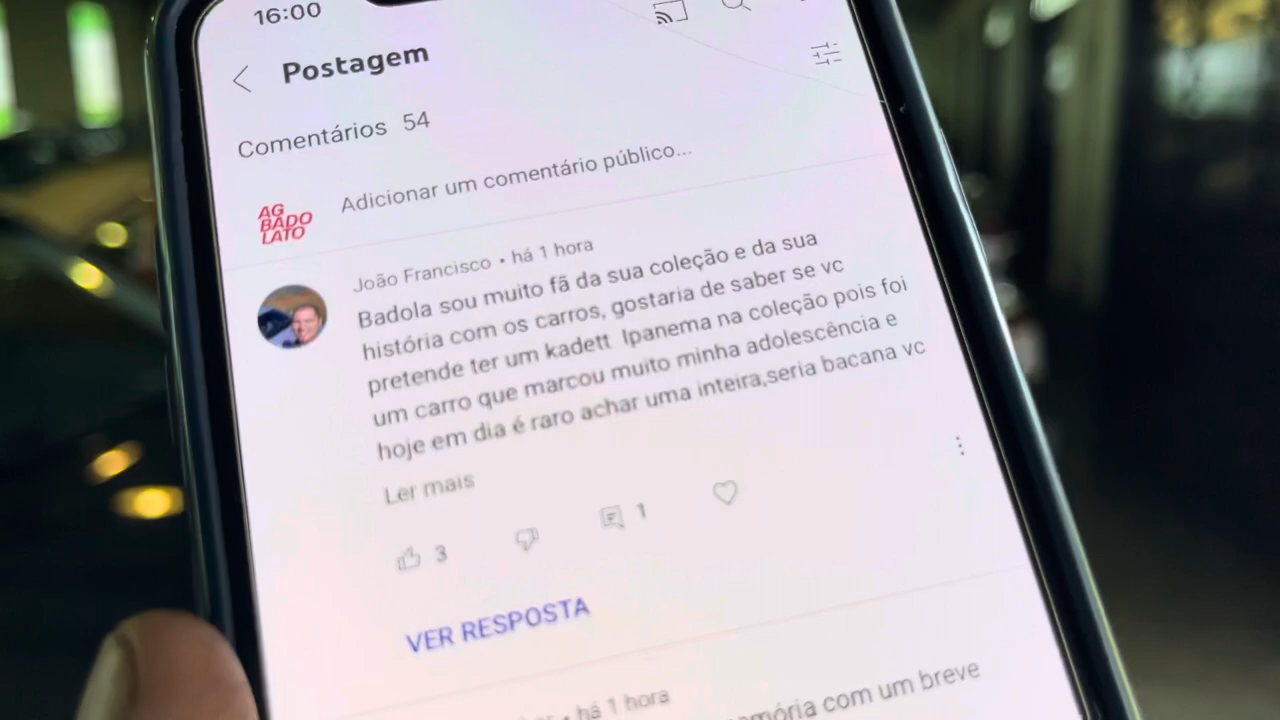 16:00
Postagem
Comentários 54
AG
BADO
LATO
Adicionar um comentário público...
João Francisco • há 1 hora
Badola sou muito fã da sua coleção e da sua
história com os carros, gostaria de saber se vc
pretende ter um kadett Ipanema na coleção pois foi
um carro que marcou muito minha adolescência e
hoje em dia é raro achar uma inteira,seria bacana vc
Ler mais
3
1
VER RESPOSTA
• há 1 hora
com um breve